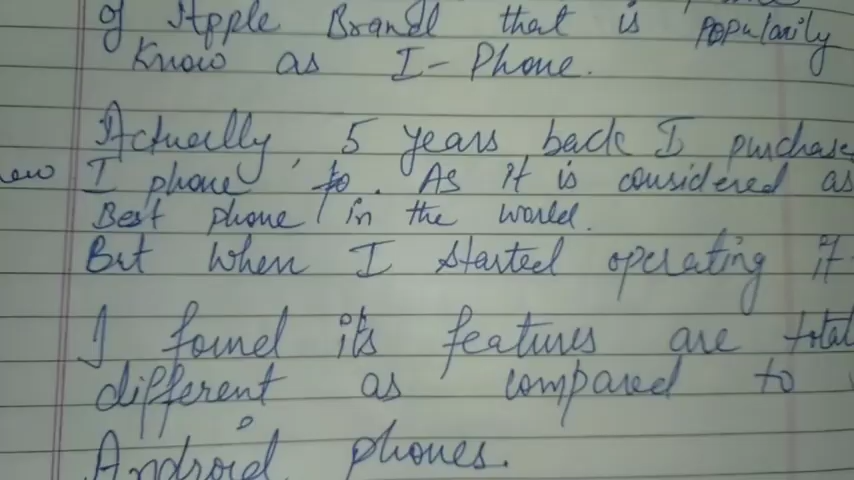 of Apple Brand that is popularily
Know as I-Phone.
Actually, 5 years back I purchase
I phone . As it is considered as
Best phone in the world.
But when I started operating it
I found its features are total
different as compared to
Android phones.